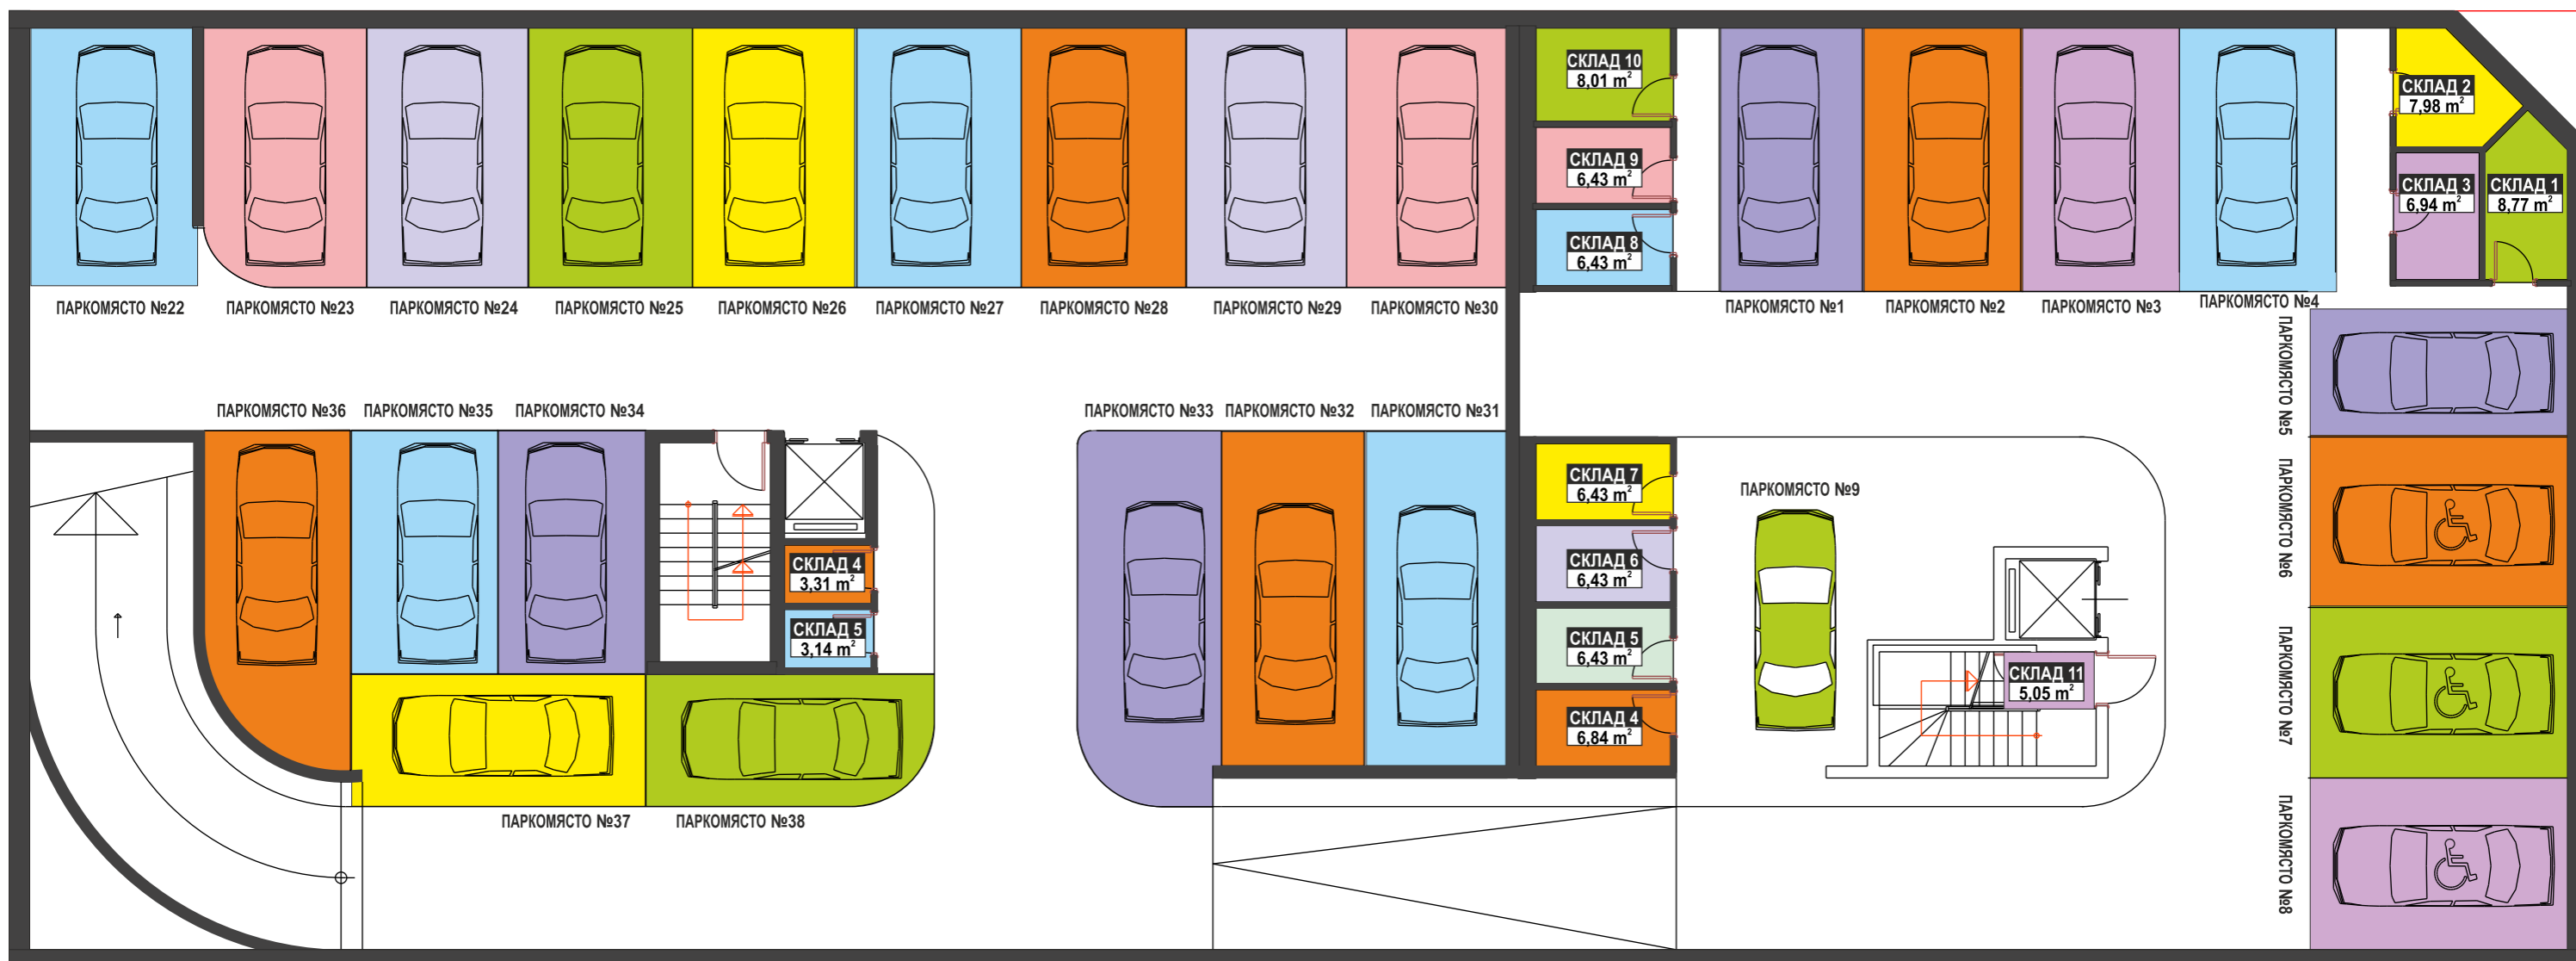 СКЛАД 10
8,01 m²
СКЛАД 2
7,98 m²
СКЛАД 9
6,43 m²
СКЛАД 3
6,94 m²
СКЛАД 1
8,77 m²
СКЛАД 8
6,43 m²
ПАРКОМЯСТО №22
ПАРКОМЯСТО №23
ПАРКОМЯСТО №24
ПАРКОМЯСТО №25
ПАРКОМЯСТО №26
ПАРКОМЯСТО №27
ПАРКОМЯСТО №28
ПАРКОМЯСТО №29
ПАРКОМЯСТО №30
ПАРКОМЯСТО №1
ПАРКОМЯСТО №2
ПАРКОМЯСТО №3
ПАРКОМЯСТО №4
ПАРКОМЯСТО №5
ПАРКОМЯСТО №36
ПАРКОМЯСТО №35
ПАРКОМЯСТО №34
ПАРКОМЯСТО №33
ПАРКОМЯСТО №32
ПАРКОМЯСТО №31
СКЛАД 7
6,43 m²
ПАРКОМЯСТО №9
ПАРКОМЯСТО №6
СКЛАД 4
3,31 m²
СКЛАД 6
6,43 m²
СКЛАД 5
3,14 m²
СКЛАД 5
6,43 m²
ПАРКОМЯСТО №7
СКЛАД 11
5,05 m²
СКЛАД 4
6,84 m²
ПАРКОМЯСТО №37
ПАРКОМЯСТО №38
ПАРКОМЯСТО №8